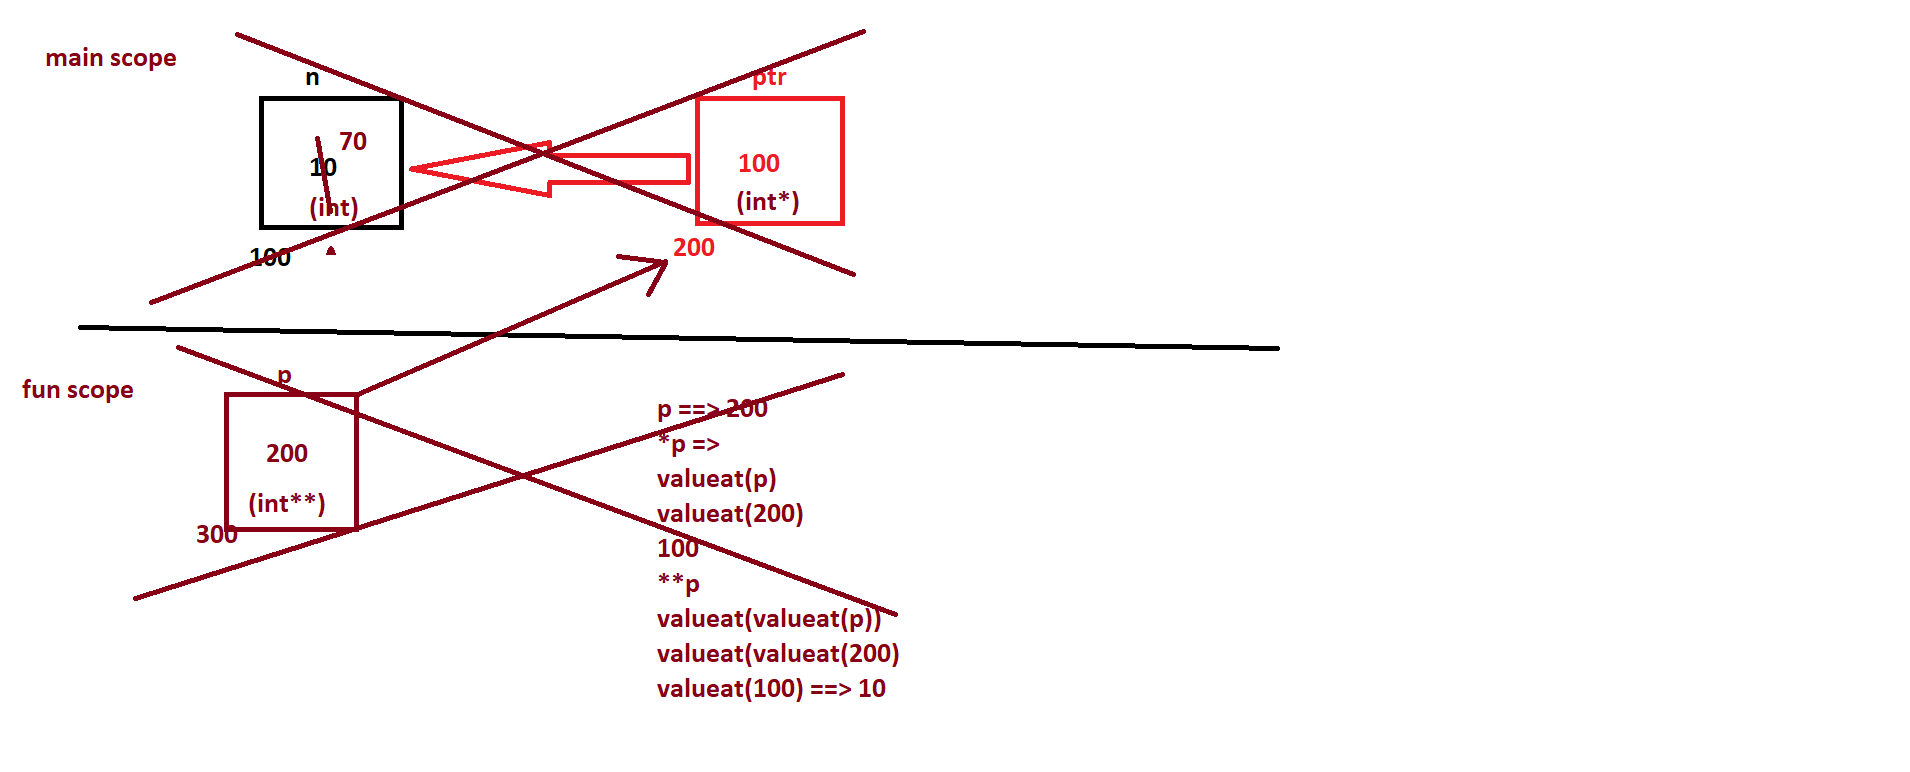 main scope
n
ptr
70
10
(int)
100
100
(int*)
200
fun scope
p
200
(int**)
300
p ==> 200
*p =>
valueat(p)
valueat(200)
100
**p
valueat(valueat(p))
valueat(valueat(200)
valueat(100) ==> 10